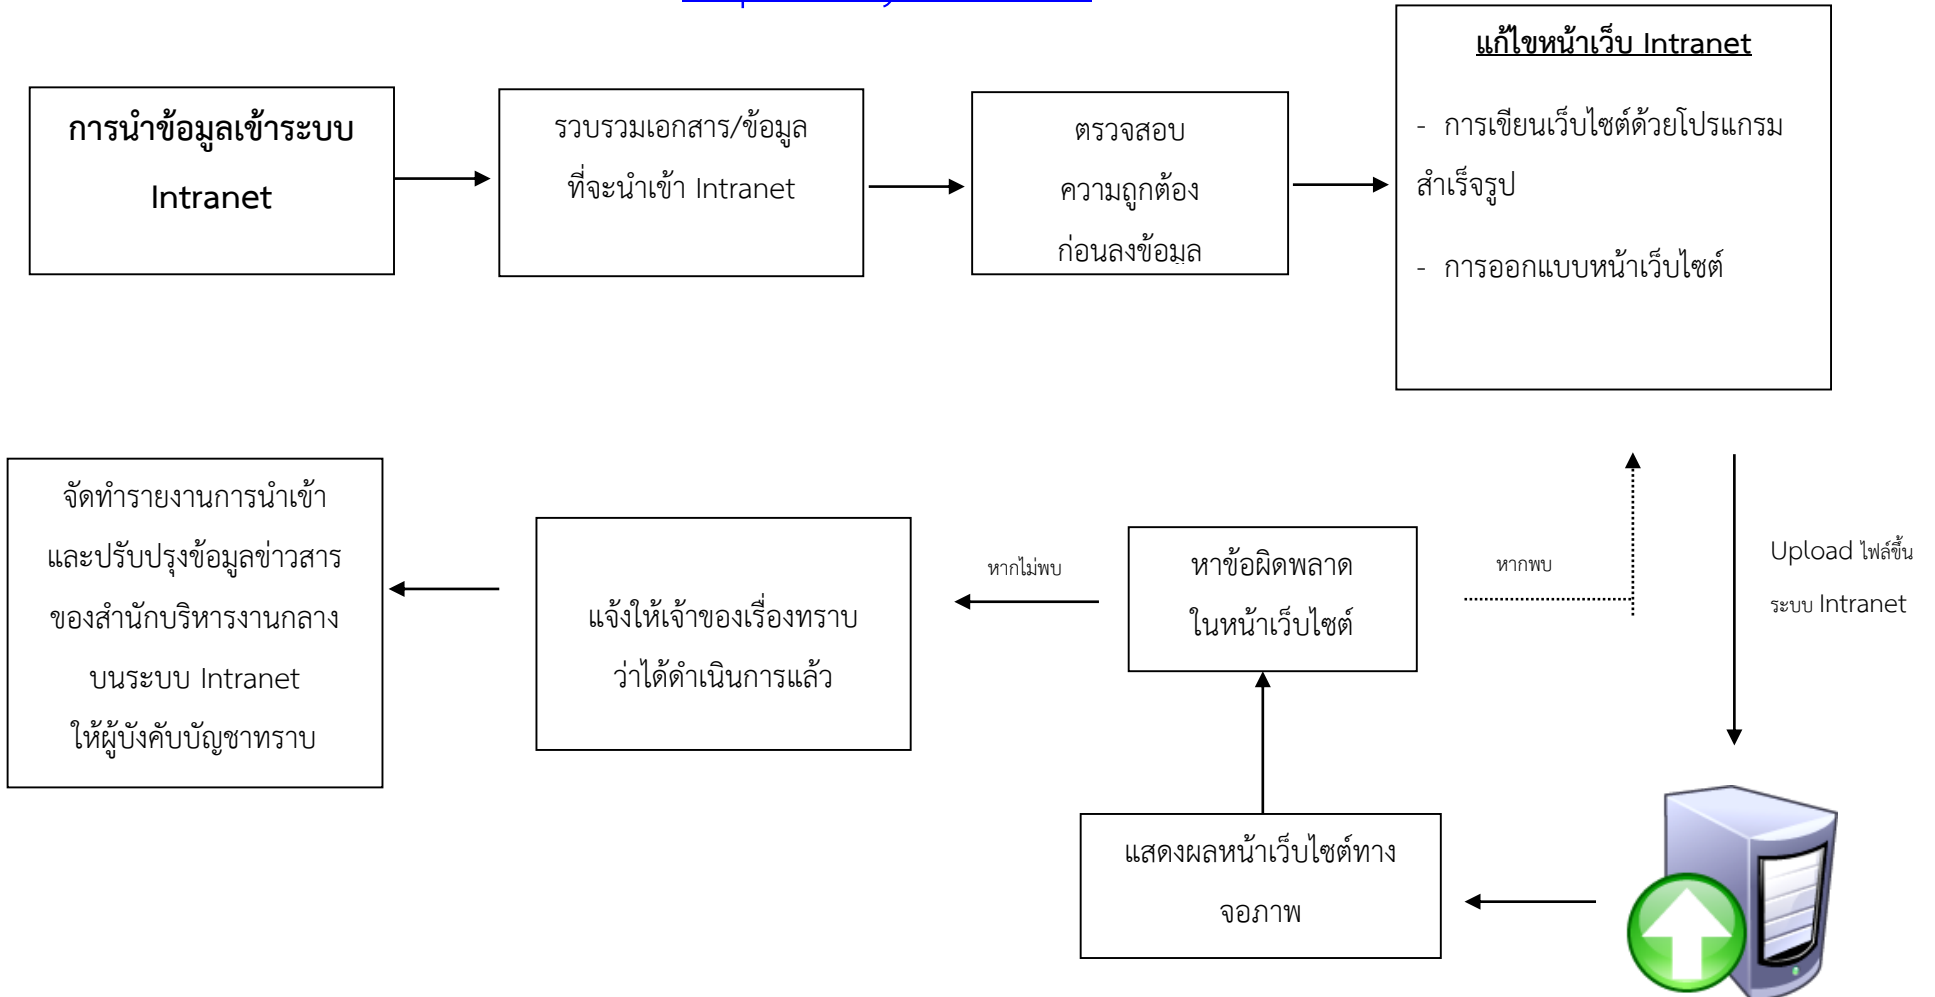 การนำข้อมูลเข้าระบบ
Intranet
รวบรวมเอกสาร/ข้อมูล
ที่จะนำเข้า Intranet
ตรวจสอบ
ความถูกต้อง
ก่อนลงข้อมูล
แก้ไขหน้าเว็บ Intranet
- การเขียนเว็บไซต์ด้วยโปรแกรม
สำเร็จรูป
- การออกแบบหน้าเว็บไซต์
Upload ไฟล์ขึ้น
ระบบ Intranet
แสดงผลหน้าเว็บไซต์ทาง
จอภาพ
หาข้อผิดพลาด
ในหน้าเว็บไซต์
หากพบ
หากไม่พบ
แจ้งให้เจ้าของเรื่องทราบ
ว่าได้ดำเนินการแล้ว
จัดทำรายงานการนำเข้า
และปรับปรุงข้อมูลข่าวสาร
ของสำนักบริหารงานกลาง
บนระบบ Intranet
ให้ผู้บังคับบัญชาทราบ